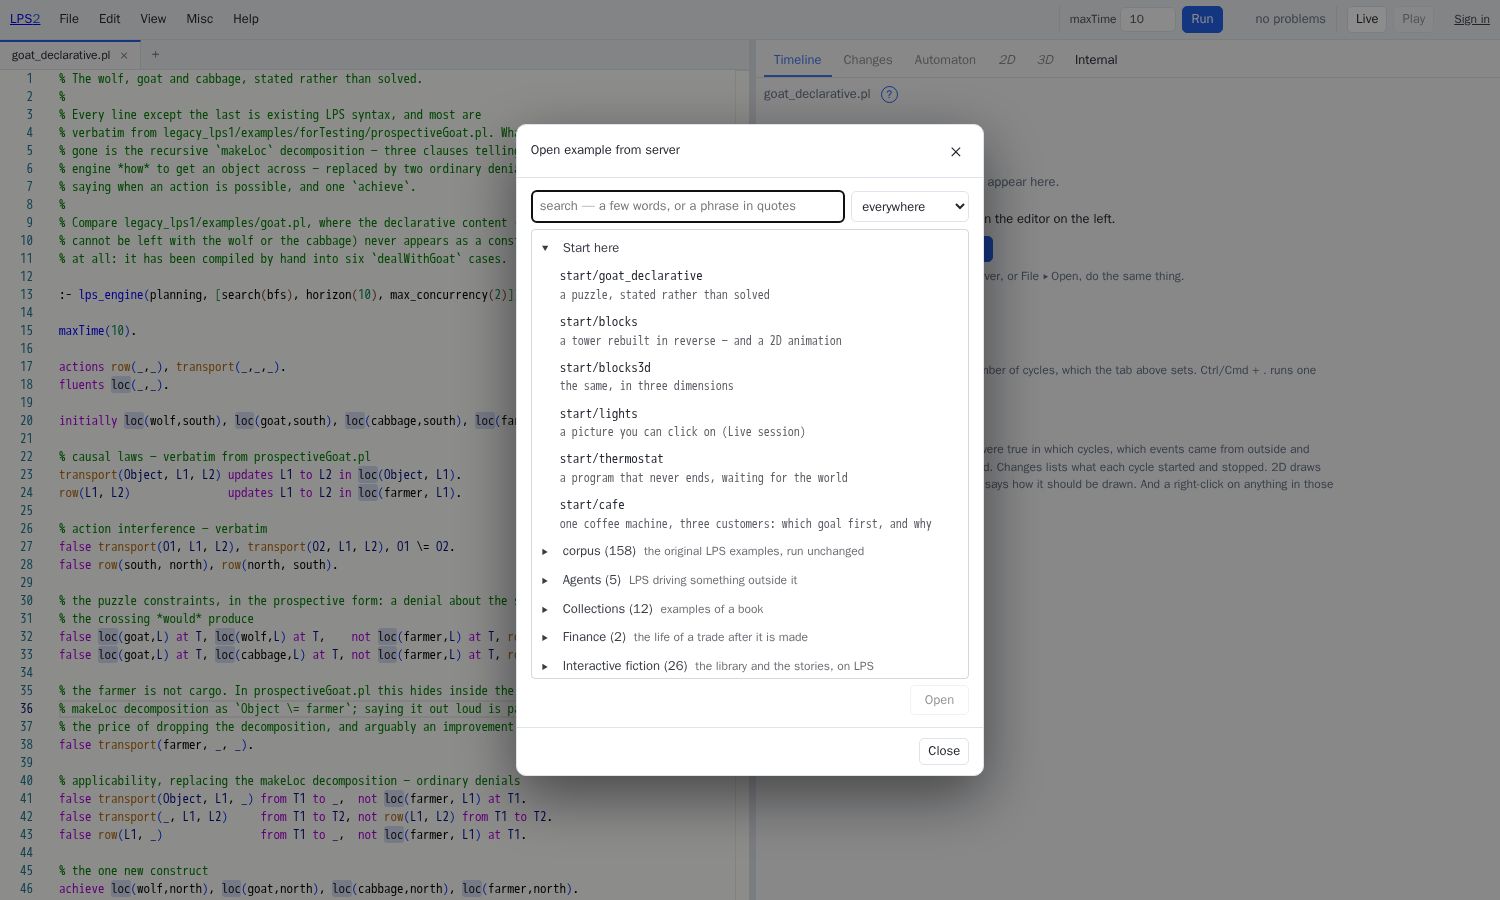 LPS2 File Edit View Misc Help maxTime 10 Run no problems Live Play Sign in
goat_declarative.pl × +
Timeline Changes Automaton 2D 3D Internal
goat_declarative.pl ?
1 % The wolf, goat and cabbage, stated rather than solved.
2 %
3 % Every line except the last is existing LPS syntax, and most are
4 % verbatim from legacy_lps1/examples/forTesting/prospectiveGoat.pl.
5 % gone is the recursive `makeLoc` decomposition — three clauses
6 % engine *how* to get an object across — replaced by two ordinary
7 % saying when an action is possible, and one `achieve`.
8 %
9 % Compare legacy_lps1/examples/goat.pl, where the declarative content
10 % cannot be left with the wolf or the cabbage) never appears as a
11 % at all: it has been compiled by hand into six `dealWithGoat` cases.
12
13 :- lps_engine(planning, [search(bfs), horizon(10), max_concurrency(2)]
14
15 maxTime(10).
16
17 actions row(_,_), transport(_,_,_).
18 fluents loc(_,_).
19
20 initially loc(wolf,south), loc(goat,south), loc(cabbage,south),
21
22 % causal laws — verbatim from prospectiveGoat.pl
23 transport(Object, L1, L2) updates L1 to L2 in loc(Object, L1).
24 row(L1, L2) updates L1 to L2 in loc(farmer, L1).
25
26 % action interference — verbatim
27 false transport(O1, L1, L2), transport(O2, L1, L2), O1 \= O2.
28 false row(south, north), row(north, south).
29
30 % the puzzle constraints, in the prospective form: a denial about the
31 % the crossing *would* produce
32 false loc(goat,L) at T, loc(wolf,L) at T, not loc(farmer,L) at T,
33 false loc(goat,L) at T, loc(cabbage,L) at T, not loc(farmer,L) at T,
34
35 % the farmer is not cargo. In prospectiveGoat.pl this hides inside the
36 % makeLoc decomposition as `Object \= farmer`; saying it out loud is
37 % the price of dropping the decomposition, and arguably an improvement
38 false transport(farmer, _, _).
39
40 % applicability, replacing the makeLoc decomposition — ordinary denials
41 false transport(Object, L1, _) from T1 to _, not loc(farmer, L1) at T1.
42 false transport(_, L1, L2) from T1 to T2, not row(L1, L2) from T1 to T2.
43 false row(L1, _) from T1 to _, not loc(farmer, L1) at T1.
44
45 % the one new construct
46 achieve loc(wolf,north), loc(goat,north), loc(cabbage,north), loc(farmer,north).
Open example from server ×
search — a few words, or a phrase in quotes everywhere
▾ Start here
start/goat_declarative
a puzzle, stated rather than solved
start/blocks
a tower rebuilt in reverse — and a 2D animation
start/blocks3d
the same, in three dimensions
start/lights
a picture you can click on (Live session)
start/thermostat
a program that never ends, waiting for the world
start/cafe
one coffee machine, three customers: which goal first, and why
▸ corpus (158) the original LPS examples, run unchanged
▸ Agents (5) LPS driving something outside it
▸ Collections (12) examples of a book
▸ Finance (2) the life of a trade after it is made
▸ Interactive fiction (26) the library and the stories, on LPS
Open
Close
appear here.
in the editor on the left.
or File ▸ Open, do the same thing.
of cycles, which the tab above sets. Ctrl/Cmd + . runs one
were true in which cycles, which events came from outside and
Changes lists what each cycle started and stopped. 2D draws
says how it should be drawn. And a right-click on anything in those